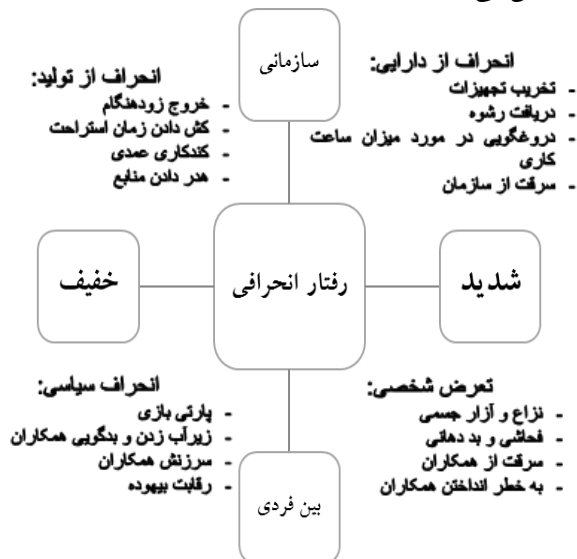 سازمانی
انحراف از دارایی:
- تخریب تجهیزات
- دریافت رشوه
- دروغگویی در مورد میزان ساعت
کاری
- سرقت از سازمان
انحراف از تولید:
- خروج زودهنگام
- کش دادن زمان استراحت
- کندکاری عمدی
- هدر دادن منابع
شدید
رفتار انحرافی
خفیف
تعرض شخصی:
- نزاع و آزار جسمی
- فحاشی و بد دهانی
- سرقت از همکاران
- به خطر انداختن همکاران
انحراف سیاسی:
- پارتی بازی
- زیرآب زدن و بدگویی همکاران
- سرزنش همکاران
- رقابت بیهوده
بین فردی